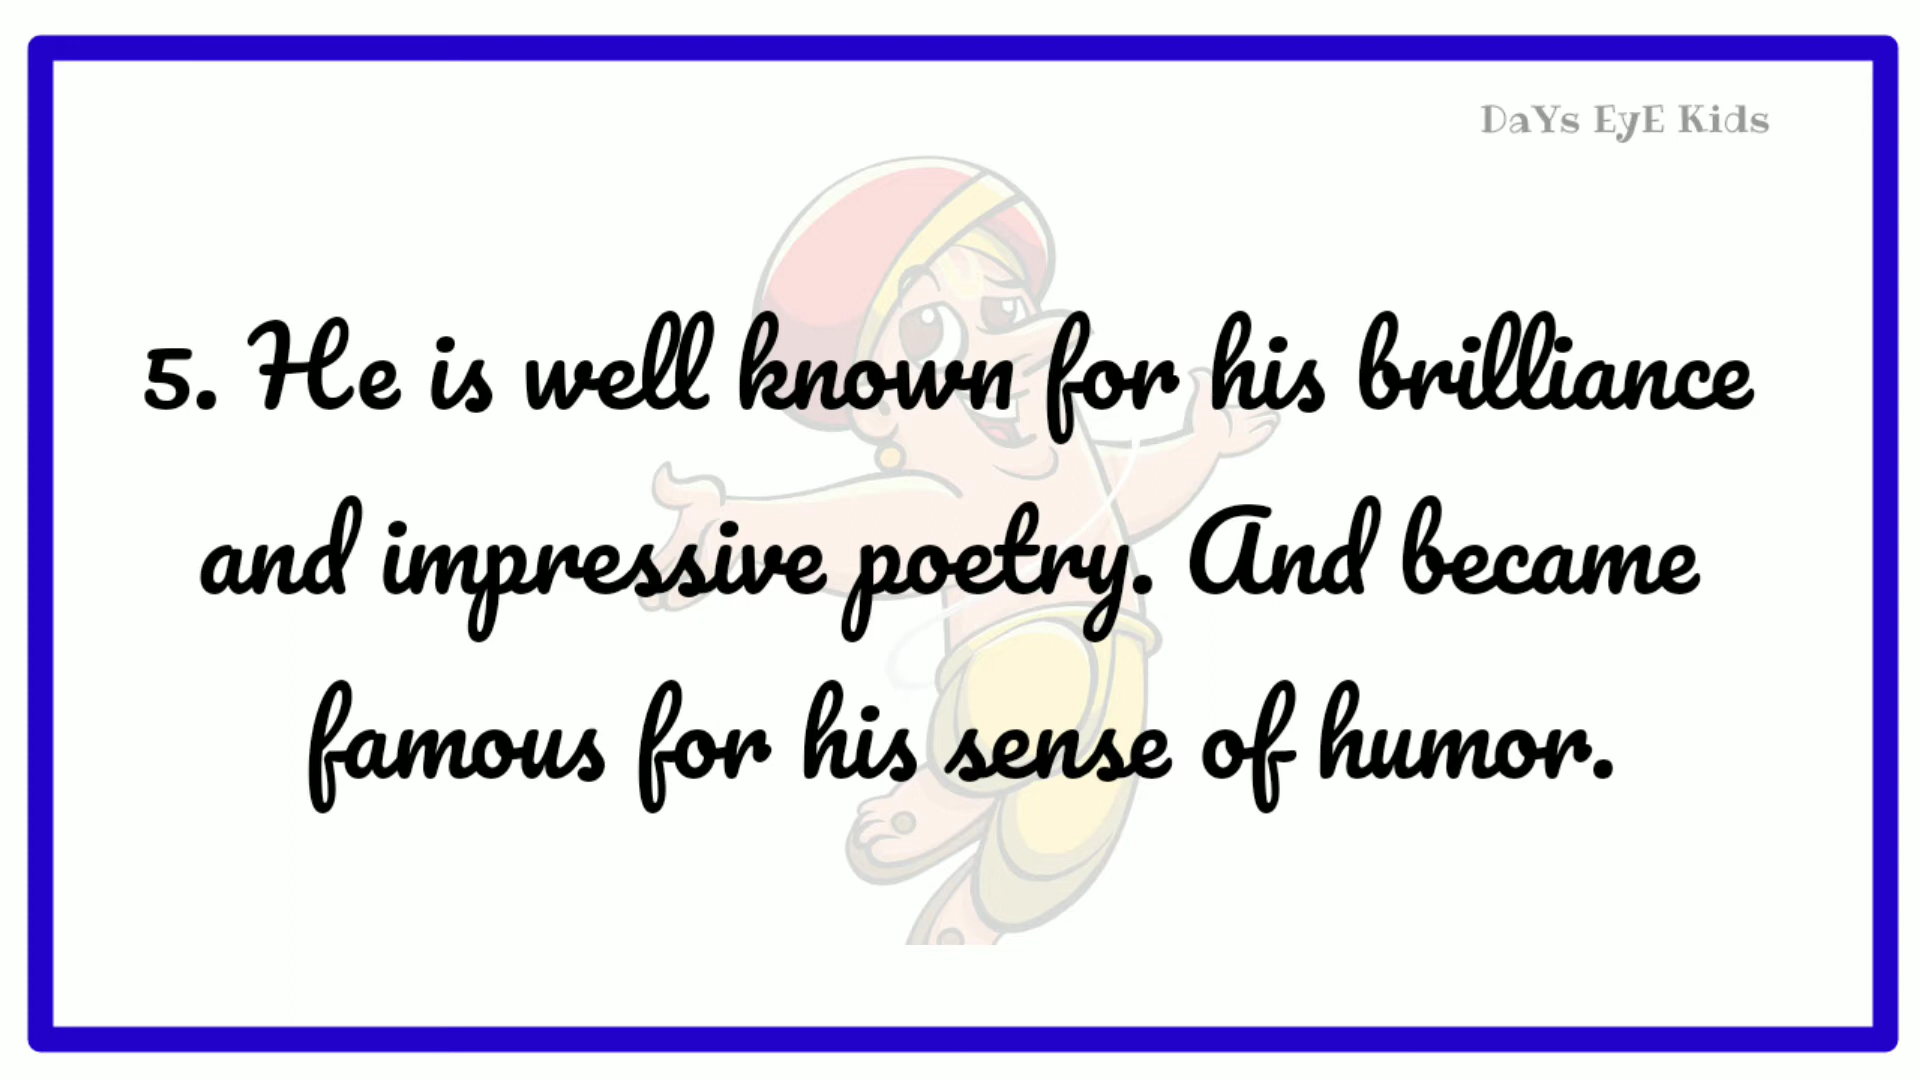 DaYs EyE Kids
5. He is well known for his brilliance
and impressive poetry. And became
famous for his sense of humor.